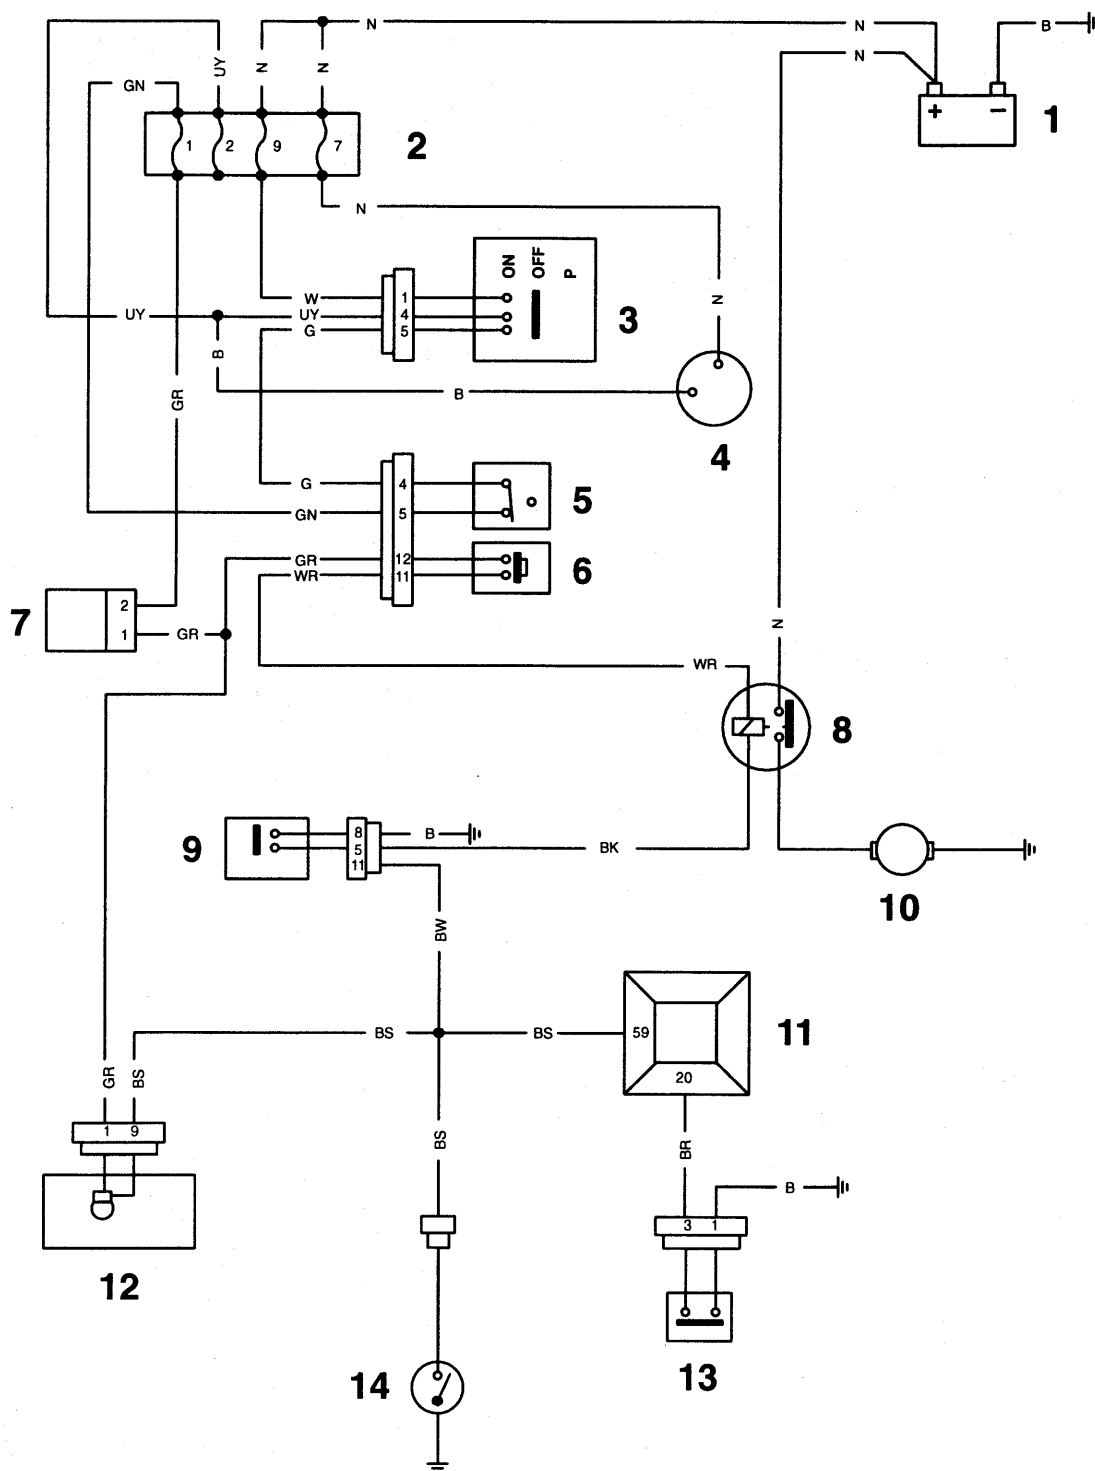 N N B
UY N N N
GN
+ − 1
1 2 9 7 2
N
ON OFF P
W 1
UY UY 4 3
G 5
N
B
GR B
4
G 4 5
GN 5
GR 12 6
WR 11
7 2
1 GR
N
WR
8
9 8 B
5 BK
11
10
BW
BS BS 59 11
20
GR BS BS BR
1 9
B
3 1
12
14 13